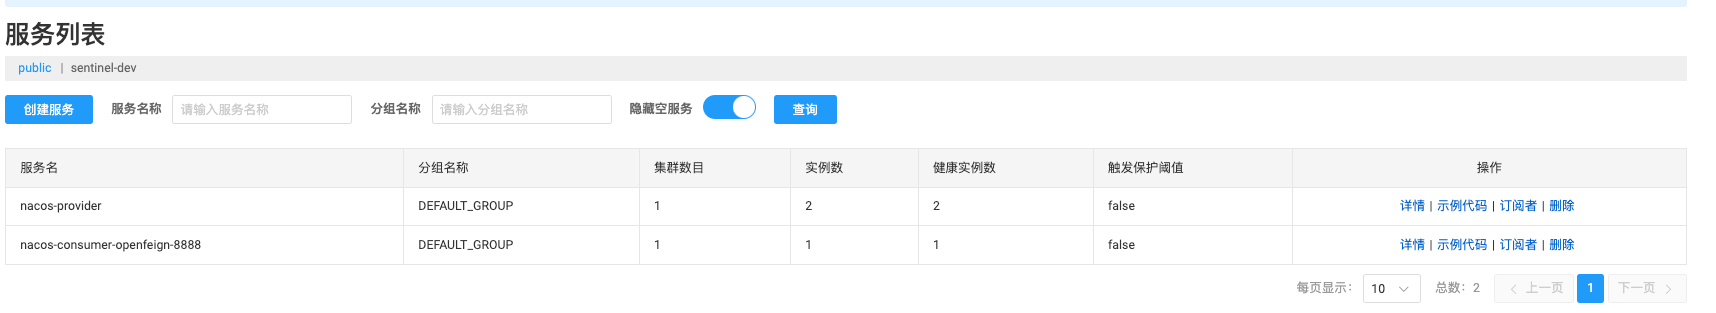 服务列表
public | sentinel-dev
创建服务 服务名称 请输入服务名称 分组名称 请输入分组名称 隐藏空服务 查询
服务名 分组名称 集群数目 实例数 健康实例数 触发保护阈值 操作
nacos-provider DEFAULT_GROUP 1 2 2 false 详情 | 示例代码 | 订阅者 | 删除
nacos-consumer-openfeign-8888 DEFAULT_GROUP 1 1 1 false 详情 | 示例代码 | 订阅者 | 删除
每页显示: 10 总数: 2 上一页 1 下一页